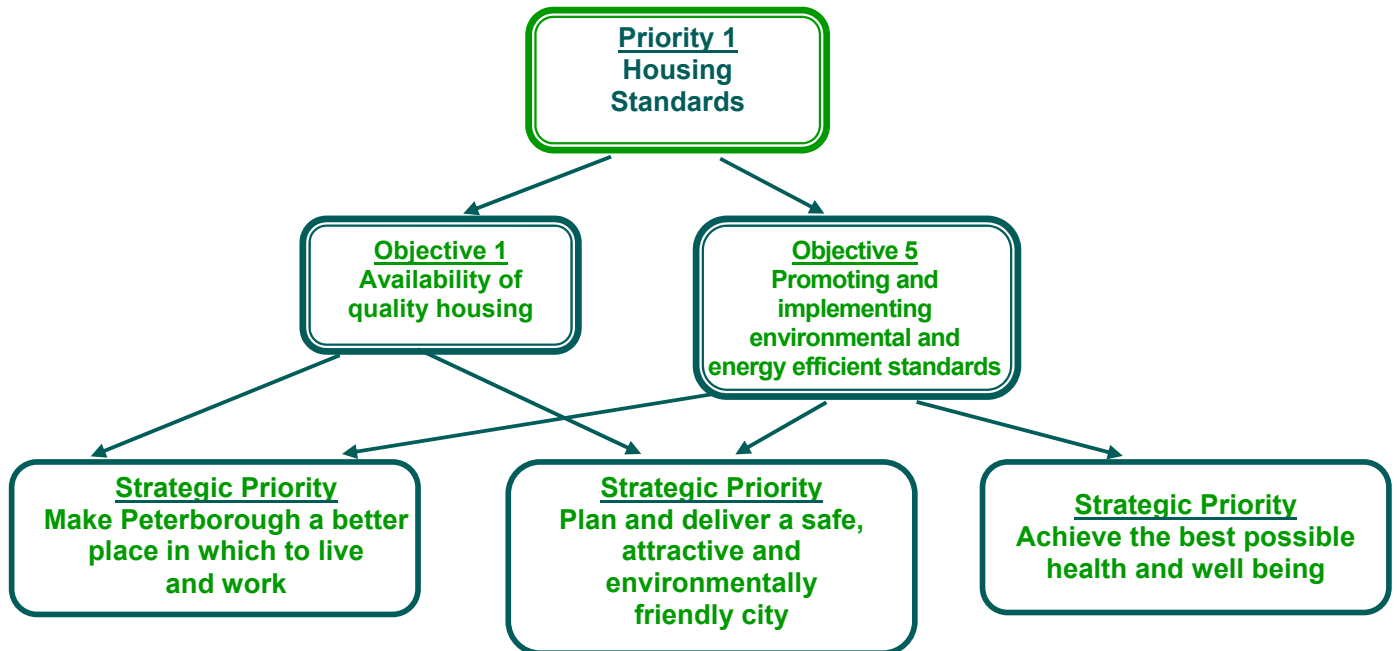 Priority 1
Housing
Standards
Objective 1
Availability of
quality housing
Objective 5
Promoting and
implementing
environmental and
energy efficient standards
Strategic Priority
Make Peterborough a better
place in which to live
and work
Strategic Priority
Plan and deliver a safe,
attractive and
environmentally
friendly city
Strategic Priority
Achieve the best possible
health and well being